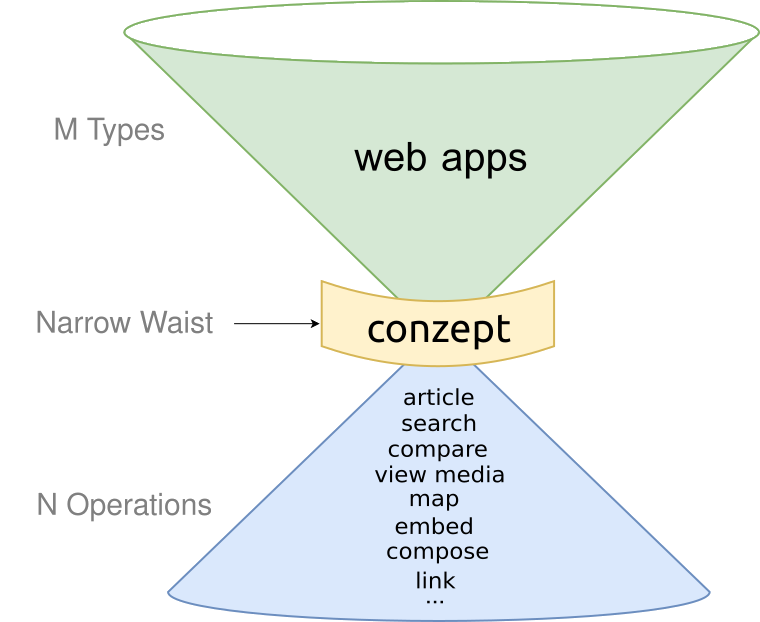 M Types
web apps
Narrow Waist
conzept
article
search
compare
view media
map
embed
compose
link
...
N Operations